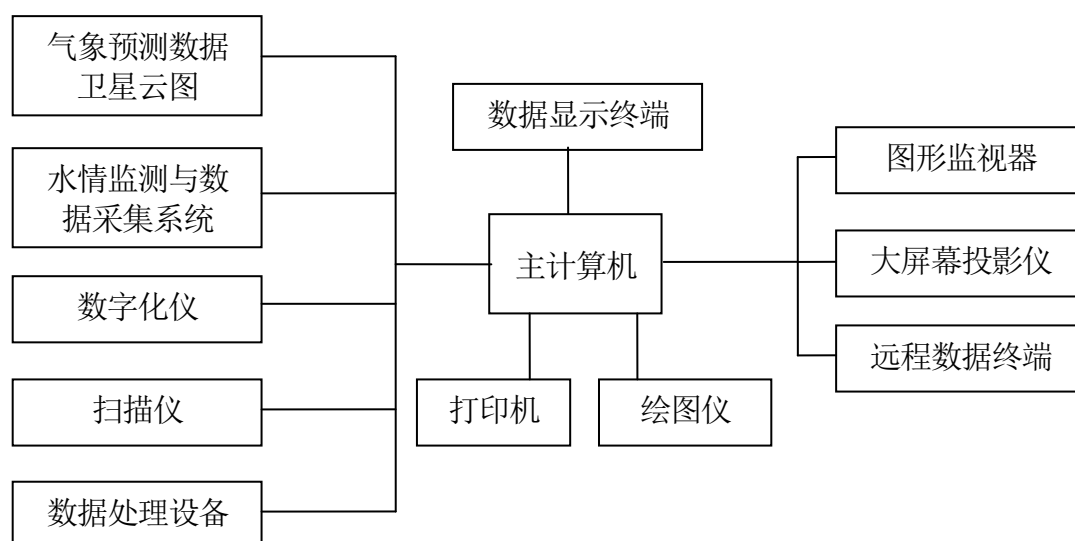 气象预测数据
卫星云图
水情监测与数
据采集系统
数字化仪
扫描仪
数据处理设备
数据显示终端
主计算机
打印机
绘图仪
图形监视器
大屏幕投影仪
远程数据终端